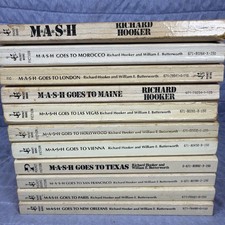 M·A·S·H RICHARD HOOKER
M·A·S·H GOES TO MOROCCO Richard Hooker and William E. Butterworth
M·A·S·H GOES TO LONDON Richard Hooker and William E. Butterworth
M·A·S·H GOES TO MAINE RICHARD HOOKER
M·A·S·H GOES TO LAS VEGAS Richard Hooker and William E. Butterworth
M·A·S·H GOES TO HOLLYWOOD Richard Hooker and William E. Butterworth
M·A·S·H GOES TO VIENNA Richard Hooker and William E. Butterworth
M·A·S·H GOES TO TEXAS Richard Hooker and William E. Butterworth
M·A·S·H GOES TO SAN FRANCISCO Richard Hooker and William E. Butterworth
M·A·S·H GOES TO PARIS Richard Hooker and William E. Butterworth
M·A·S·H GOES TO NEW ORLEANS Richard Hooker and William E. Butterworth